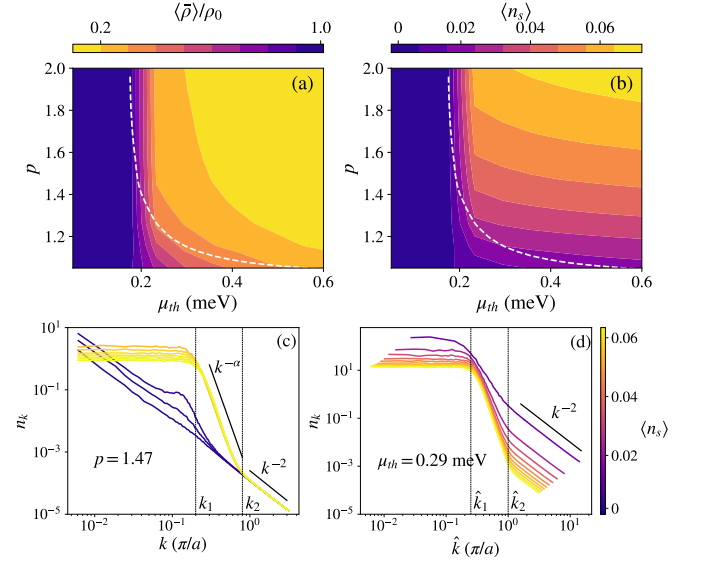 ⟨ρ̄⟩/ρ₀
0.2 1.0
⟨nₛ⟩
0 0.02 0.04 0.06
(a)
p
2.0
1.8
1.6
1.4
1.2
0.2 0.4 0.6
μ_th (meV)
(b)
p
2.0
1.8
1.6
1.4
1.2
0.2 0.4 0.6
μ_th (meV)
(c)
n_k
10¹
10⁻¹
10⁻³
10⁻⁵
k^−α
k⁻²
p = 1.47
k₁ k₂
10⁻² 10⁻¹ 10⁰
k (π/a)
(d)
n_k
10¹
10⁻¹
10⁻³
10⁻⁵
k⁻²
μ_th = 0.29 meV
k̂₁ k̂₂
10⁻² 10⁻¹ 10⁰ 10¹
k̂ (π/a)
0.06
0.04
0.02
0
⟨nₛ⟩